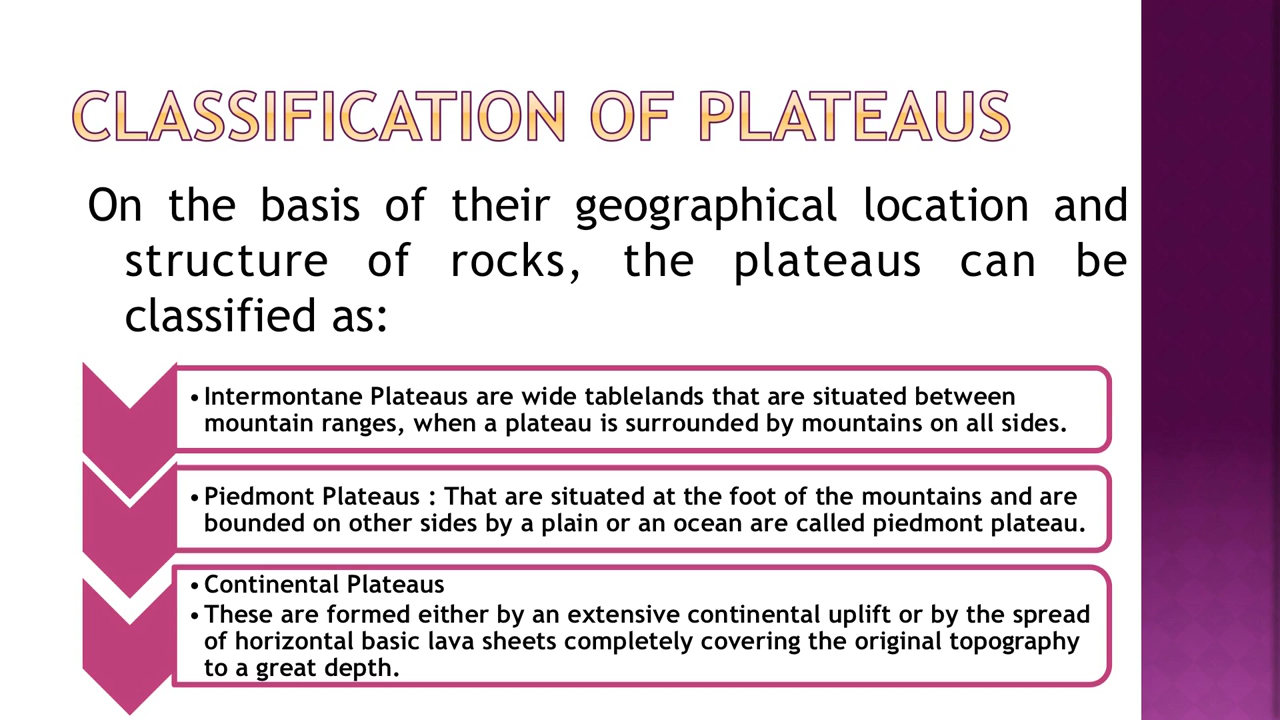 CLASSIFICATION OF PLATEAUS
On the basis of their geographical location and
structure of rocks, the plateaus can be
classified as:
• Intermontane Plateaus are wide tablelands that are situated between
mountain ranges, when a plateau is surrounded by mountains on all sides.
• Piedmont Plateaus : That are situated at the foot of the mountains and are
bounded on other sides by a plain or an ocean are called piedmont plateau.
• Continental Plateaus
• These are formed either by an extensive continental uplift or by the spread
of horizontal basic lava sheets completely covering the original topography
to a great depth.